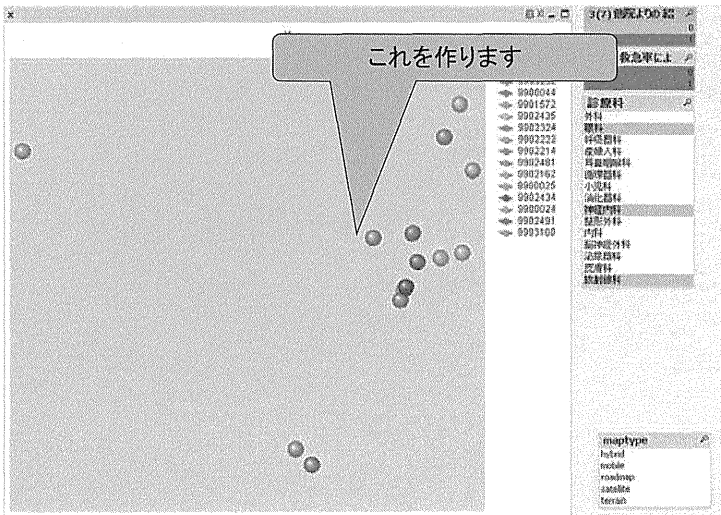 これを作ります
3(7)病院よりの紹
0
1
救急車によ
0
1
9900044
9901572
9902435
9902324
9902222
9902214
9902481
9902162
9900025
9902434
9900024
9902491
9903100
診療科
外科
眼科
呼吸器科
産婦人科
耳鼻咽喉科
循環器科
小児科
消化器科
神経内科
整形外科
内科
脳神経外科
泌尿器科
皮膚科
放射線科
maptype
hybrid
mobile
roadmap
satellite
terrain